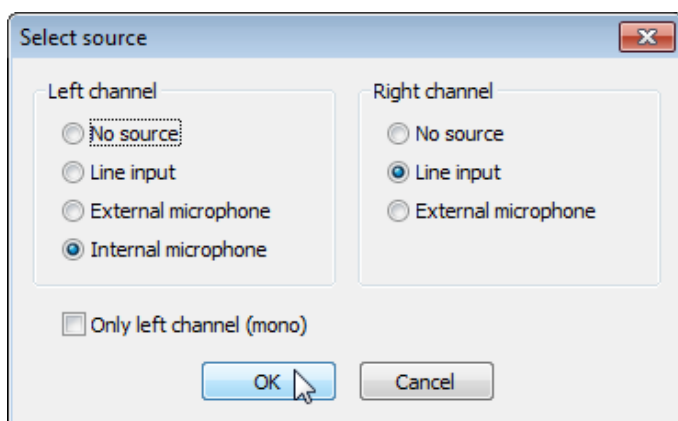 Select source
Left channel
No source
Line input
External microphone
Internal microphone
Right channel
No source
Line input
External microphone
Only left channel (mono)
OK
Cancel